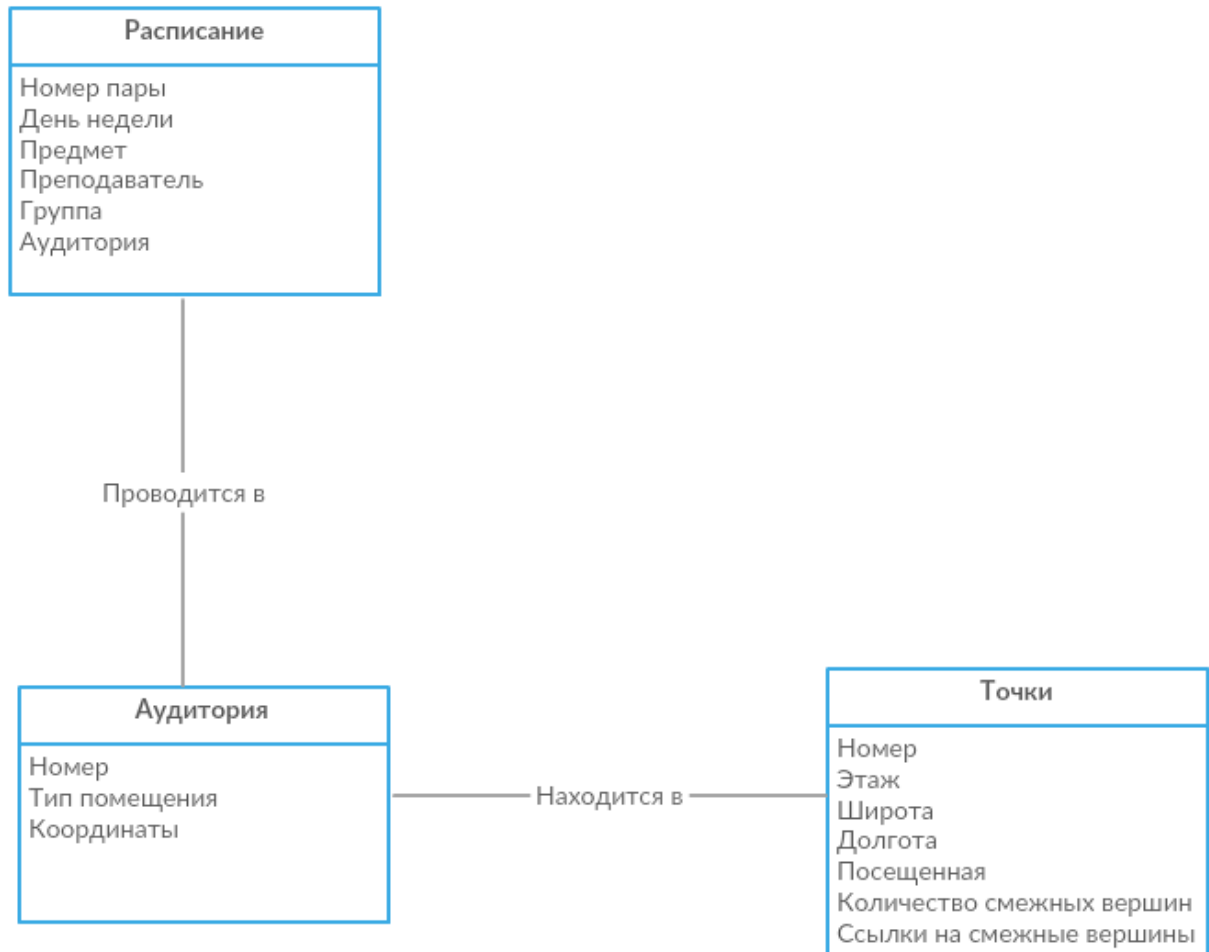 Расписание
Номер пары
День недели
Предмет
Преподаватель
Группа
Аудитория
Проводится в
Аудитория
Номер
Тип помещения
Координаты
Находится в
Точки
Номер
Этаж
Широта
Долгота
Посещенная
Количество смежных вершин
Ссылки на смежные вершины